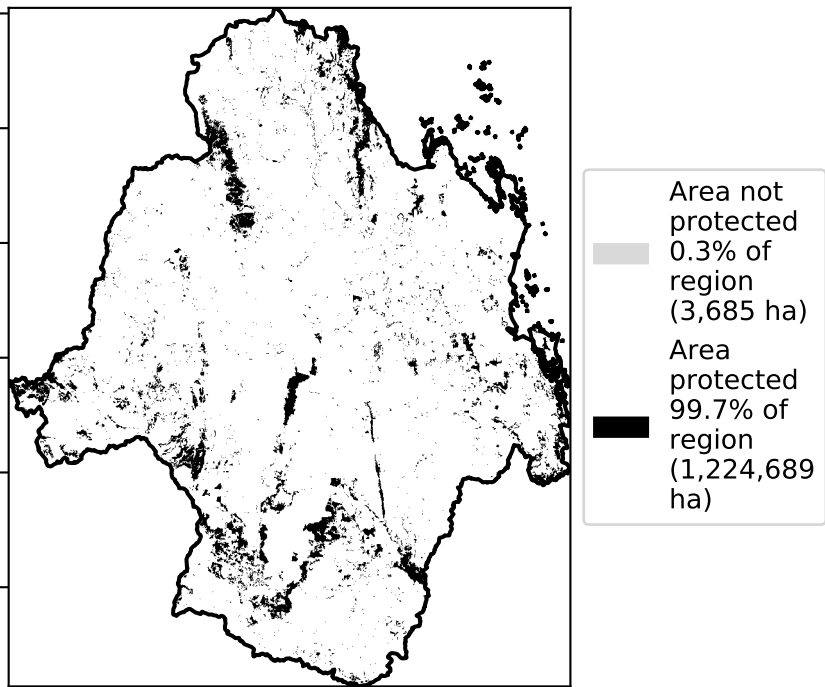 Area not
protected
0.3% of
region
(3,685 ha)
Area
protected
99.7% of
region
(1,224,689
ha)